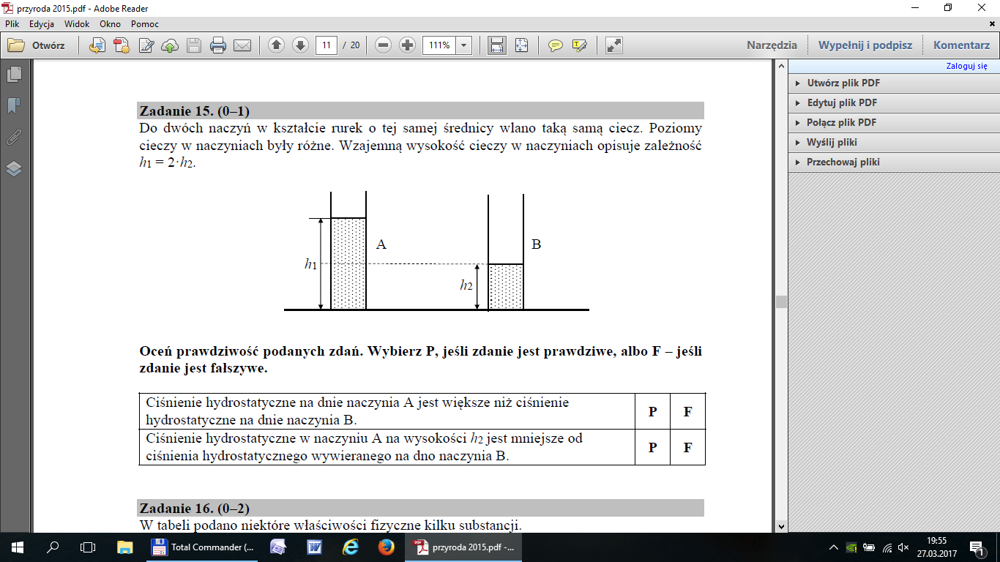 przyroda 2015.pdf - Adobe Reader
Plik Edycja Widok Okno Pomoc
Otwórz 11 / 20 111% Narzędzia Wypełnij i podpisz Komentarz
Zaloguj się
Utwórz plik PDF
Edytuj plik PDF
Połącz plik PDF
Wyślij pliki
Przechowaj pliki
Zadanie 15. (0–1)
Do dwóch naczyń w kształcie rurek o tej samej średnicy wlano taką samą ciecz. Poziomy
cieczy w naczyniach były różne. Wzajemną wysokość cieczy w naczyniach opisuje zależność
h1 = 2·h2.
A B
h1
h2
Oceń prawdziwość podanych zdań. Wybierz P, jeśli zdanie jest prawdziwe, albo F – jeśli
zdanie jest fałszywe.
Ciśnienie hydrostatyczne na dnie naczynia A jest większe niż ciśnienie
hydrostatyczne na dnie naczynia B.
P F
Ciśnienie hydrostatyczne w naczyniu A na wysokości h2 jest mniejsze od
ciśnienia hydrostatycznego wywieranego na dno naczynia B.
P F
Zadanie 16. (0–2)
W tabeli podano niektóre właściwości fizyczne kilku substancji.
Total Commander (...
przyroda 2015.pdf -...
19:55
27.03.2017
1